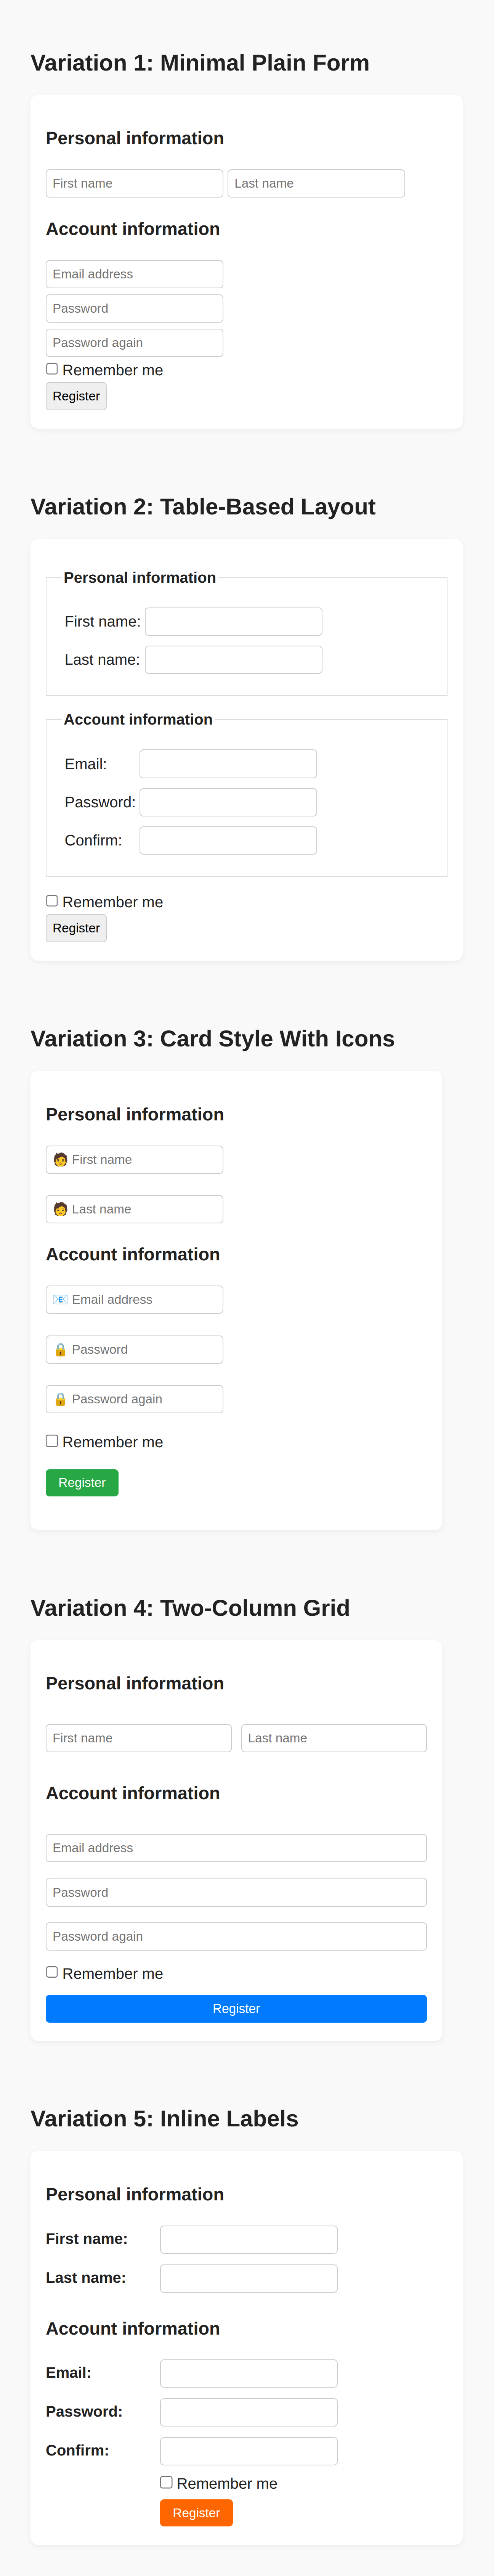 Variation 1: Minimal Plain Form
Personal information
First name Last name
Account information
Email address
Password
Password again
Remember me
Register
Variation 2: Table-Based Layout
Personal information
First name:
Last name:
Account information
Email:
Password:
Confirm:
Remember me
Register
Variation 3: Card Style With Icons
Personal information
🧑 First name
🧑 Last name
Account information
📧 Email address
🔒 Password
🔒 Password again
Remember me
Register
Variation 4: Two-Column Grid
Personal information
First name Last name
Account information
Email address
Password
Password again
Remember me
Register
Variation 5: Inline Labels
Personal information
First name:
Last name:
Account information
Email:
Password:
Confirm:
Remember me
Register